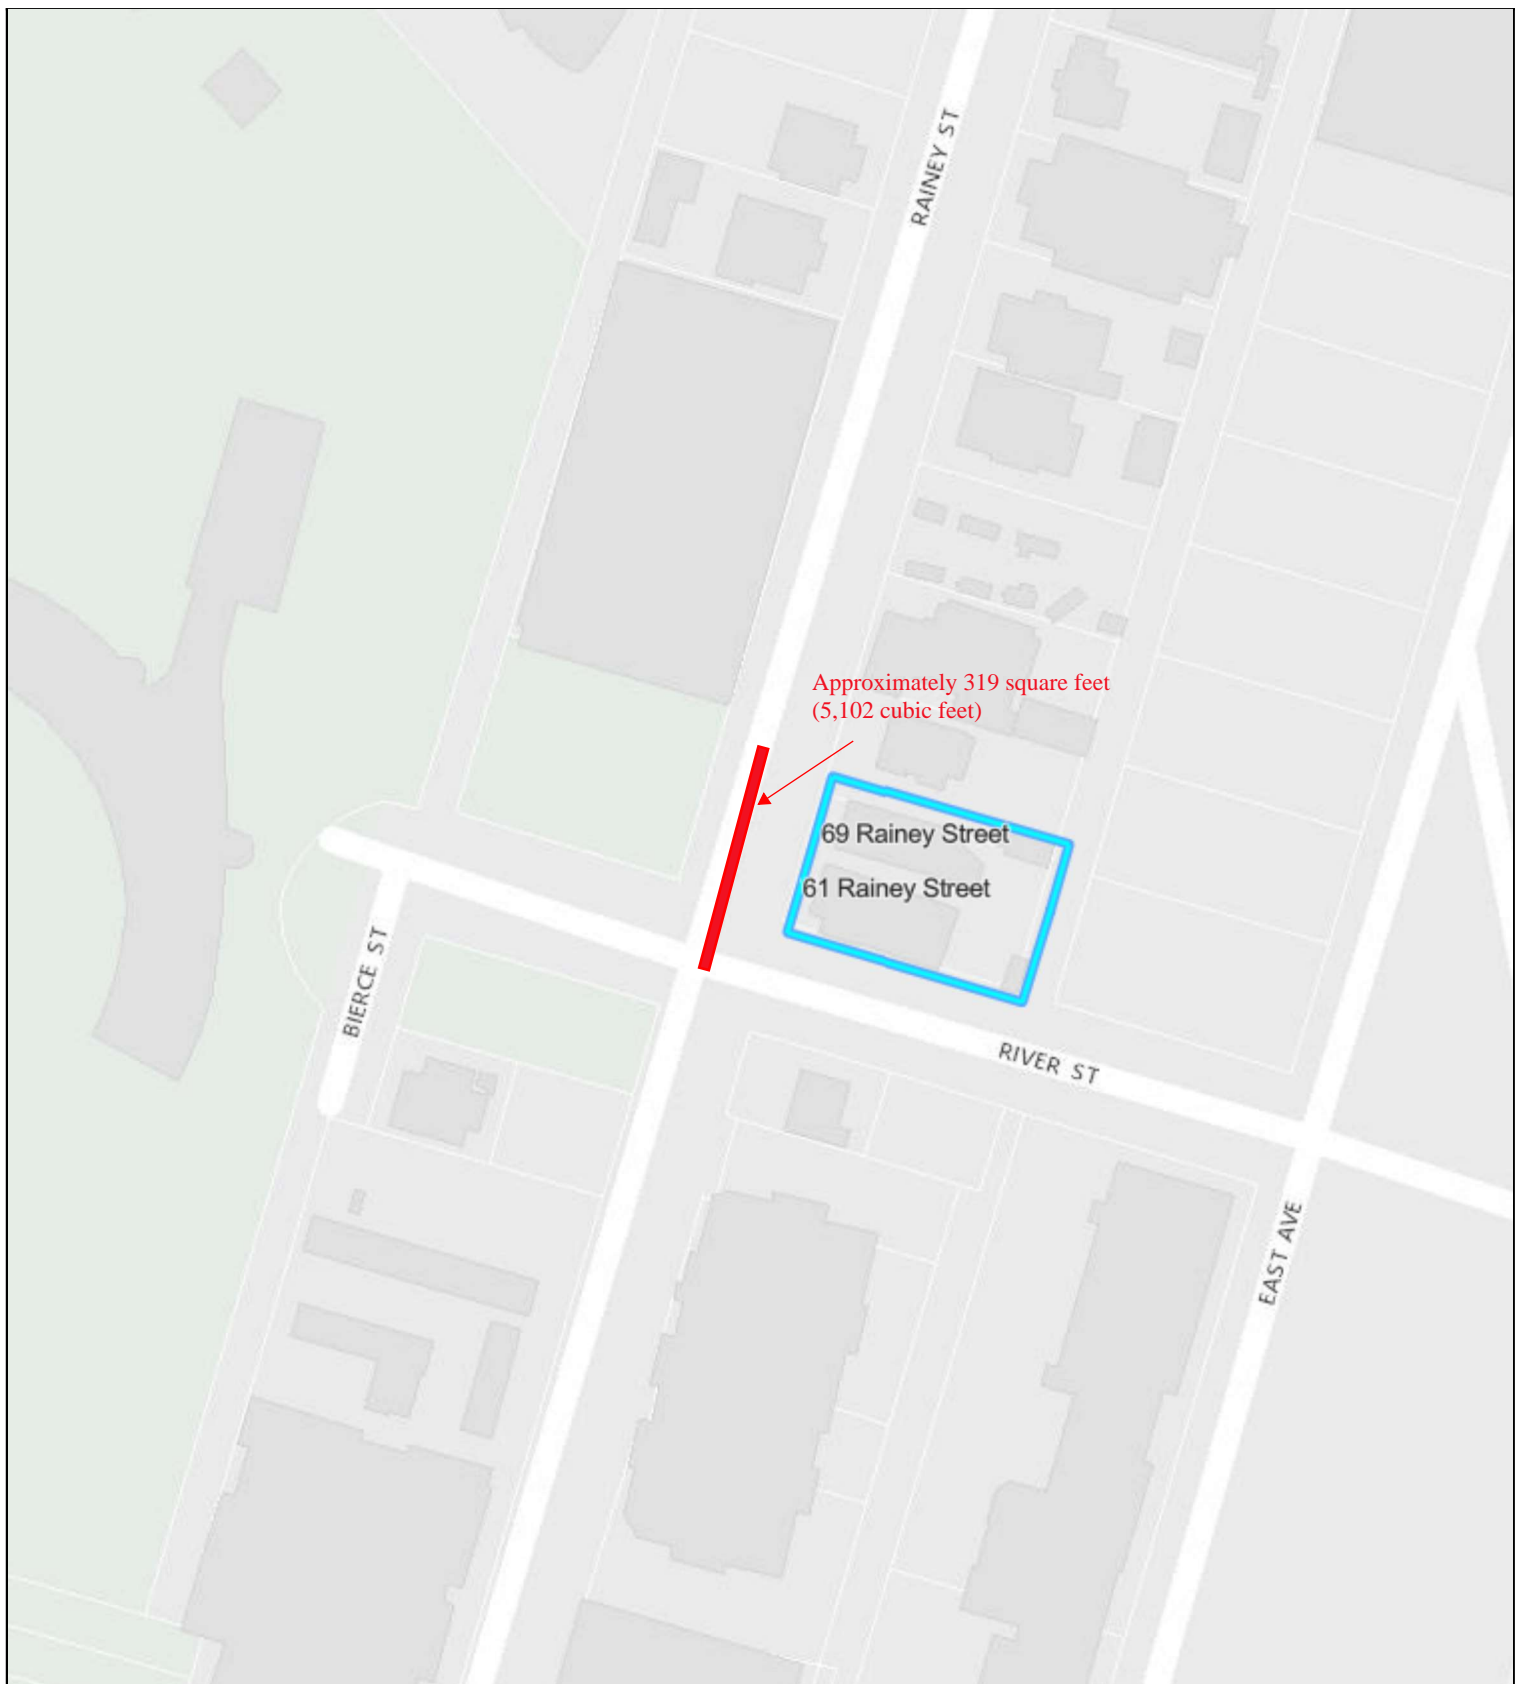 RAINEY ST
Approximately 319 square feet
(5,102 cubic feet)
69 Rainey Street
61 Rainey Street
BIERCE ST
RIVER ST
EAST AVE